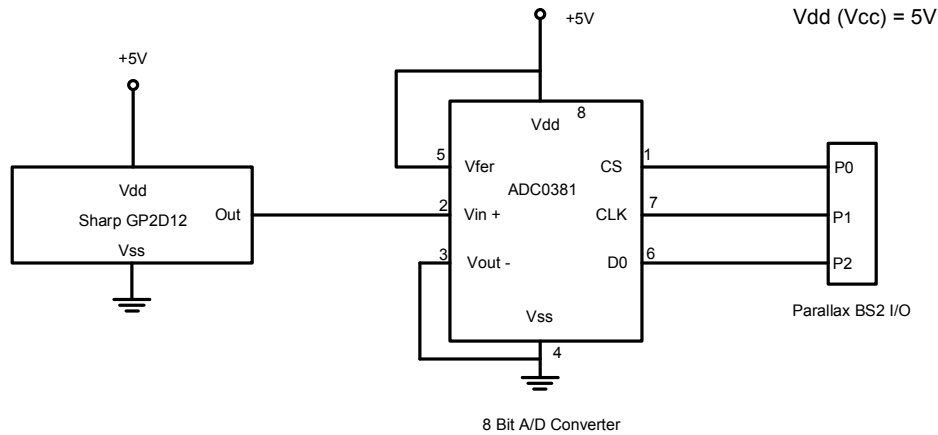 Vdd (Vcc) = 5V
+5V
+5V
8
Vdd
5
Vfer
CS
1
P0
Vdd
ADC0381
Sharp GP2D12
Out
2
Vin +
CLK
7
P1
Vss
3
Vout -
D0
6
P2
Vss
Parallax BS2 I/O
4
8 Bit A/D Converter